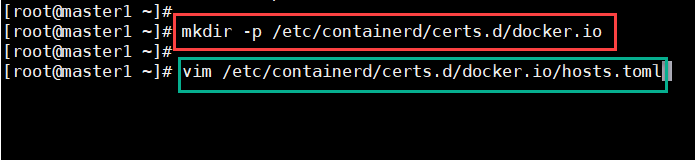 [root@master1 ~]#
[root@master1 ~]# mkdir -p /etc/containerd/certs.d/docker.io
[root@master1 ~]#
[root@master1 ~]# vim /etc/containerd/certs.d/docker.io/hosts.toml